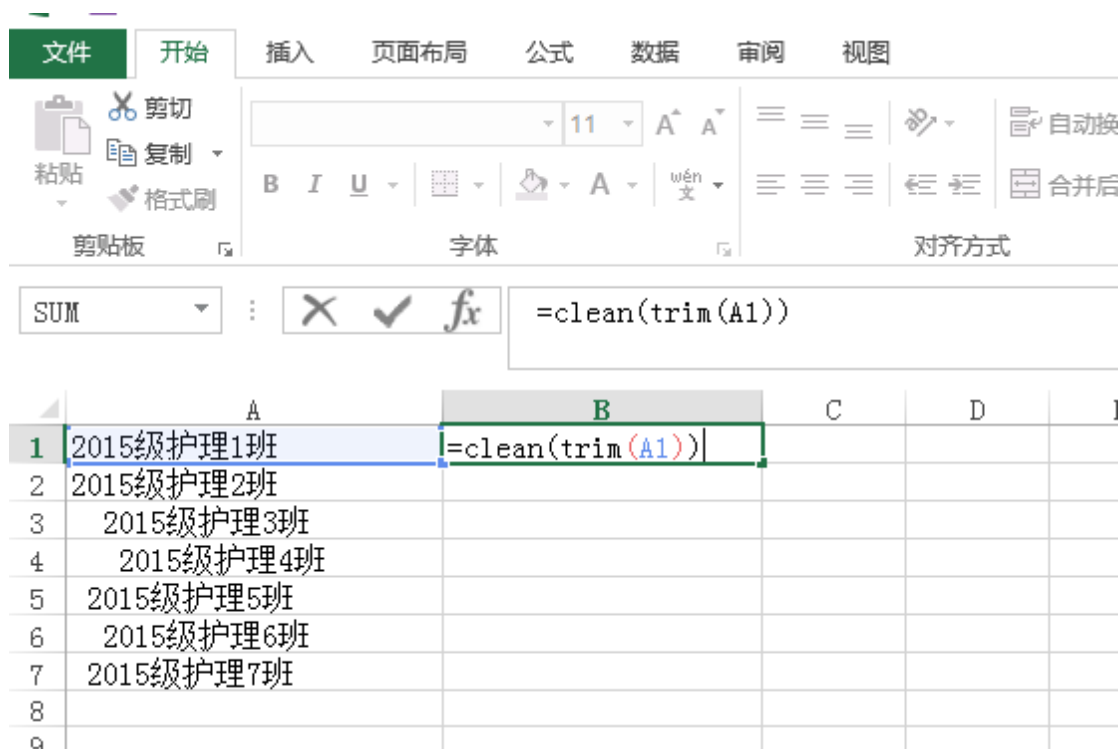 文件 开始 插入 页面布局 公式 数据 审阅 视图
剪切
复制
粘贴
格式刷
11 A A 自动换
B I U A wén 文 合并后
剪贴板 字体 对齐方式
SUM fx =clean(trim(A1))
A B C D
1 2015级护理1班 =clean(trim(A1))
2 2015级护理2班
3 2015级护理3班
4 2015级护理4班
5 2015级护理5班
6 2015级护理6班
7 2015级护理7班
8
9